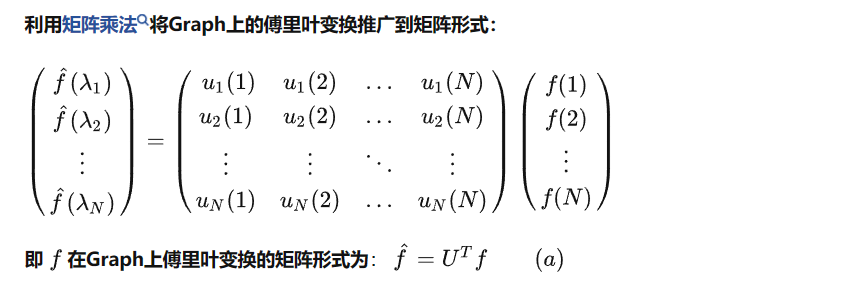 利用矩阵乘法将Graph上的傅里叶变换推广到矩阵形式：
\begin{pmatrix} \hat{f}(\lambda_1) \\ \hat{f}(\lambda_2) \\ \vdots \\ \hat{f}(\lambda_N) \end{pmatrix} = \begin{pmatrix} u_1(1) & u_1(2) & \dots & u_1(N) \\ u_2(1) & u_2(2) & \dots & u_2(N) \\ \vdots & \vdots & \ddots & \vdots \\ u_N(1) & u_N(2) & \dots & u_N(N) \end{pmatrix} \begin{pmatrix} f(1) \\ f(2) \\ \vdots \\ f(N) \end{pmatrix}
即 f 在Graph上傅里叶变换的矩阵形式为： \hat{f} = U^T f (a)